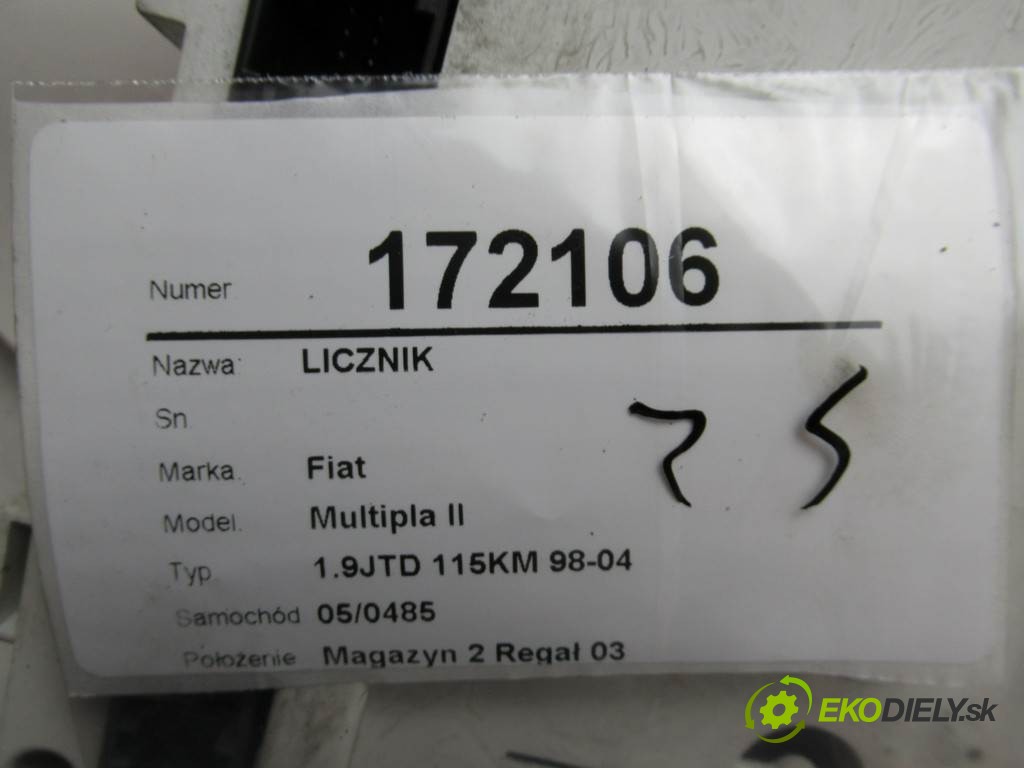 Numer 172106
Nazwa: LICZNIK
Sn.
Marka. Fiat
Model. Multipla II
Typ. 1.9JTD 115KM 98-04
Samochód 05/0485
Położenie Magazyn 2 Regał 03
EKODIELY.sk